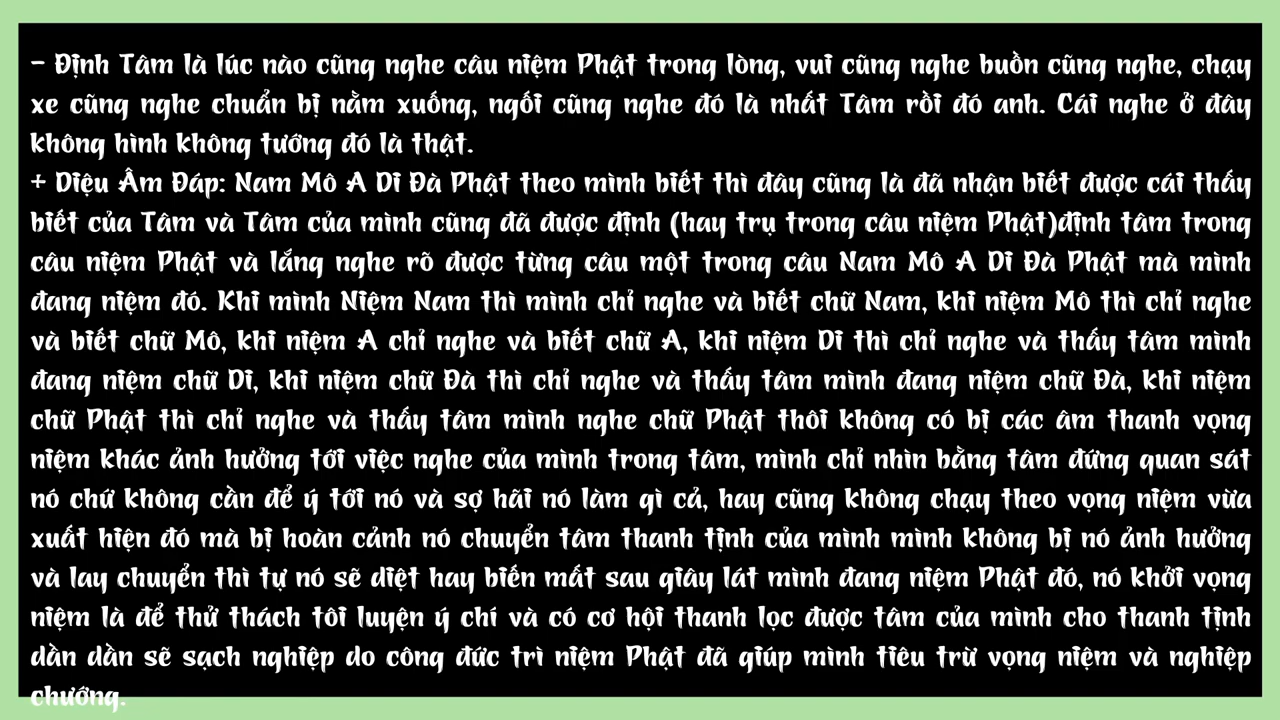 – Định Tâm là lúc nào cũng nghe câu niệm Phật trong lòng, vui cũng nghe buồn cũng nghe, chạy
xe cũng nghe chuẩn bị nằm xuống, ngối cũng nghe đó là nhất Tâm rồi đó anh. Cái nghe ở đây
không hình không tướng đó là thật.
+ Diệu Âm Đáp: Nam Mô A Di Đà Phật theo mình biết thì đây cũng là đã nhận biết được cái thấy
biết của Tâm và Tâm của mình cũng đã được định (hay trụ trong câu niệm Phật)định tâm trong
câu niệm Phật và lắng nghe rõ được từng câu một trong câu Nam Mô A Di Đà Phật mà mình
đang niệm đó. Khi mình Niệm Nam thì mình chỉ nghe và biết chữ Nam, khi niệm Mô thì chỉ nghe
và biết chữ Mô, khi niệm A chỉ nghe và biết chữ A, khi niệm Di thì chỉ nghe và thấy tâm mình
đang niệm chữ Di, khi niệm chữ Đà thì chỉ nghe và thấy tâm mình đang niệm chữ Đà, khi niệm
chữ Phật thì chỉ nghe và thấy tâm mình nghe chữ Phật thôi không có bị các âm thanh vọng
niệm khác ảnh hưởng tới việc nghe của mình trong tâm, mình chỉ nhìn bằng tâm đứng quan sát
nó chứ không cần để ý tới nó và sợ hãi nó làm gì cả, hay cũng không chạy theo vọng niệm vừa
xuất hiện đó mà bị hoàn cảnh nó chuyển tâm thanh tịnh của mình mình không bị nó ảnh hưởng
và lay chuyển thì tự nó sẽ diệt hay biến mất sau giây lát mình đang niệm Phật đó, nó khởi vọng
niệm là để thử thách tôi luyện ý chí và có cơ hội thanh lọc được tâm của mình cho thanh tịnh
dần dần sẽ sạch nghiệp do công đức trì niệm Phật đã giúp mình tiêu trừ vọng niệm và nghiệp
chướng.